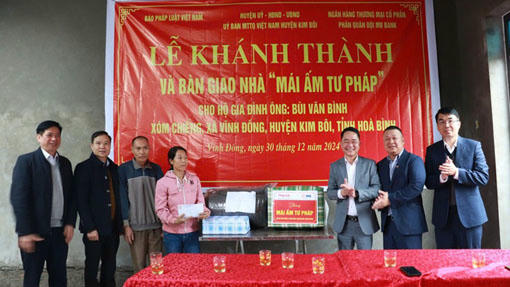 BÁO PHÁP LUẬT VIỆT NAM
HUYỆN ỦY - HĐND - UBND
UỶ BAN MTTQ VIỆT NAM HUYỆN KIM BÔI
NGÂN HÀNG THƯƠNG MẠI CỔ PHẦN
PHẦN QUÂN ĐỘI MB BANK
LỄ KHÁNH THÀNH
VÀ BÀN GIAO NHÀ "MÁI ẤM TƯ PHÁP"
CHO HỘ GIA ĐÌNH ÔNG: BÙI VĂN BÌNH
XÓM CHIỀNG, XÃ VĨNH ĐỒNG, HUYỆN KIM BÔI, TỈNH HOÀ BÌNH
Vĩnh Đồng, ngày 30 tháng 12 năm 2024
MÁI ẤM TƯ PHÁP